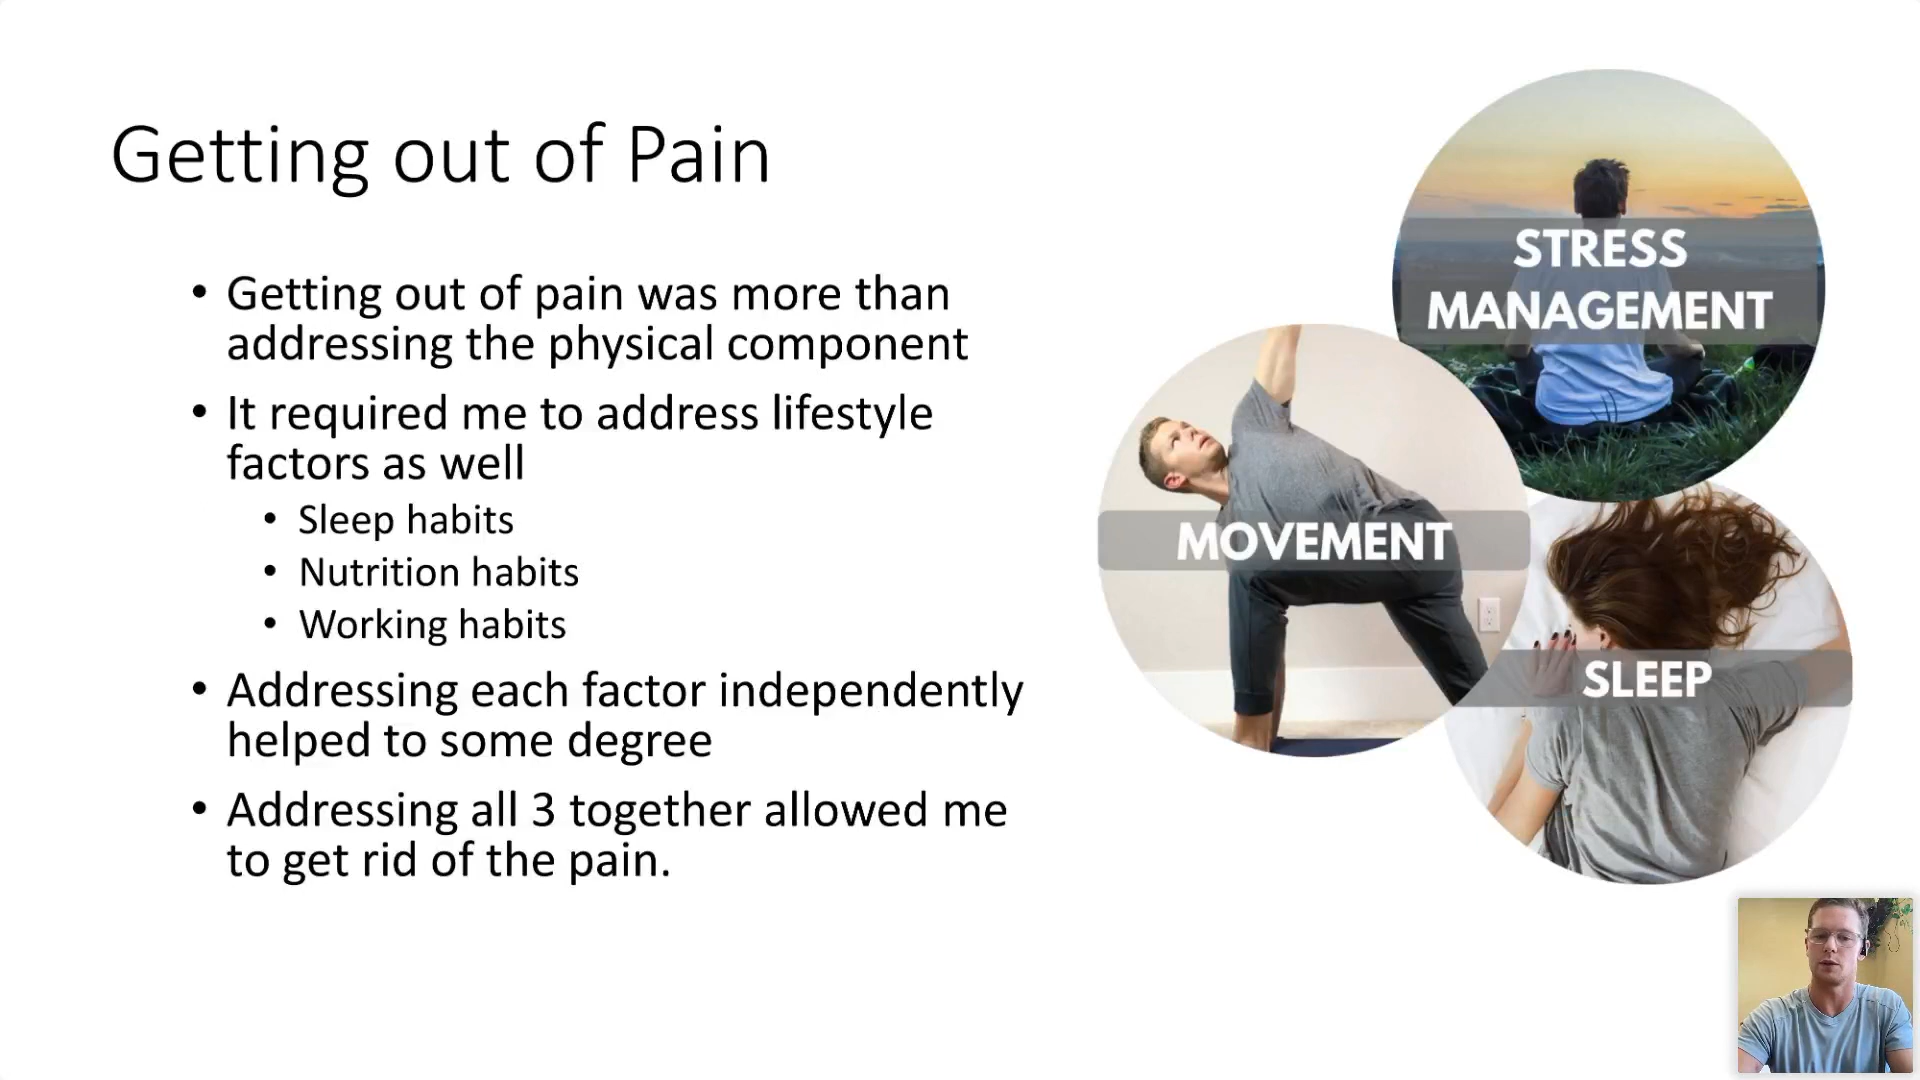 Getting out of Pain
• Getting out of pain was more than
addressing the physical component
• It required me to address lifestyle
factors as well
• Sleep habits
• Nutrition habits
• Working habits
• Addressing each factor independently
helped to some degree
• Addressing all 3 together allowed me
to get rid of the pain.
STRESS
MANAGEMENT
MOVEMENT
SLEEP